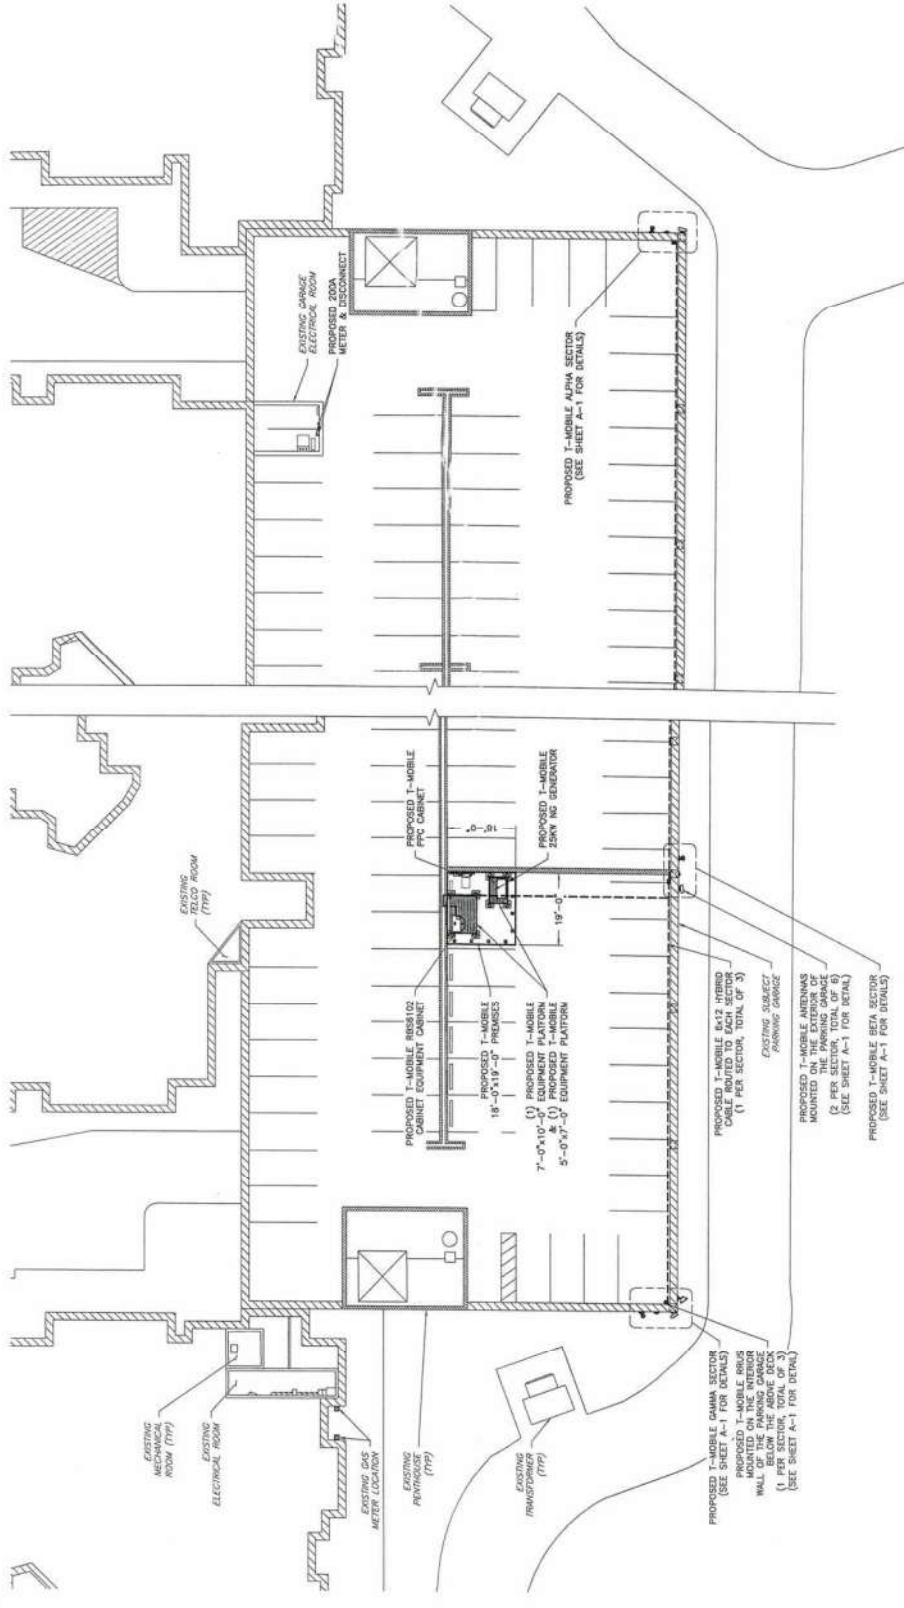 EXISTING
MECHANICAL
ROOM (TYP)
EXISTING
ELECTRICAL ROOM
EXISTING GAS
METER LOCATION
EXISTING
PENTHOUSE
(TYP)
EXISTING
TRANSFORMER
(TYP)
PROPOSED T-MOBILE GAMMA SECTOR
(SEE SHEET A-1 FOR DETAILS)
PROPOSED T-MOBILE RRUS
MOUNTED ON THE INTERIOR
WALL OF THE PARKING GARAGE
BELOW THE ABOVE DECK
(1 PER SECTOR, TOTAL OF 3)
(SEE SHEET A-1 FOR DETAIL)
EXISTING
TELCO ROOM
(TYP)
PROPOSED T-MOBILE RBS6102
CABINET EQUIPMENT CABINET
PROPOSED T-MOBILE
18'-0"x19'-0" PREMISES
(1) PROPOSED T-MOBILE
7'-0"x10'-0" EQUIPMENT PLATFORM
& (1) PROPOSED T-MOBILE
5'-0"x7'-0" EQUIPMENT PLATFORM
PROPOSED T-MOBILE
PPC CABINET
18'-0"
19'-0"
PROPOSED T-MOBILE
25KW NG GENERATOR
PROPOSED T-MOBILE 6x12 HYBRID
CABLE ROUTED TO EACH SECTOR
(1 PER SECTOR, TOTAL OF 3)
EXISTING SUBJECT
PARKING GARAGE
PROPOSED T-MOBILE ANTENNAS
MOUNTED ON THE EXTERIOR OF
THE PARKING GARAGE
(2 PER SECTOR, TOTAL OF 6)
(SEE SHEET A-1 FOR DETAIL)
PROPOSED T-MOBILE BETA SECTOR
(SEE SHEET A-1 FOR DETAILS)
EXISTING GARAGE
ELECTRICAL ROOM
PROPOSED 200A
METER & DISCONNECT
PROPOSED T-MOBILE ALPHA SECTOR
(SEE SHEET A-1 FOR DETAILS)